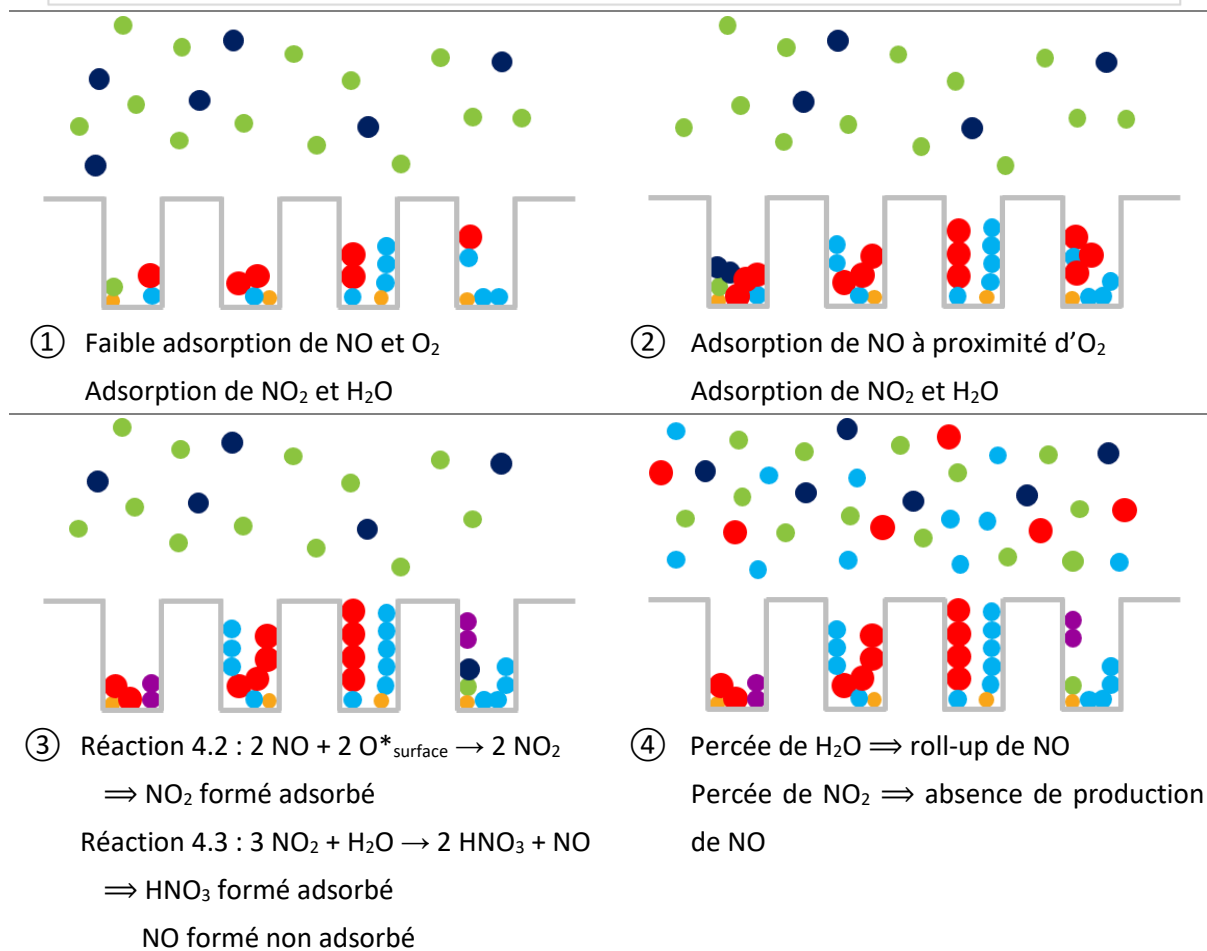 ① Faible adsorption de NO et O₂
Adsorption de NO₂ et H₂O
② Adsorption de NO à proximité d’O₂
Adsorption de NO₂ et H₂O
③ Réaction 4.2 : 2 NO + 2 O*surface → 2 NO₂
⟹ NO₂ formé adsorbé
Réaction 4.3 : 3 NO₂ + H₂O → 2 HNO₃ + NO
⟹ HNO₃ formé adsorbé
NO formé non adsorbé
④ Percée de H₂O ⟹ roll-up de NO
Percée de NO₂ ⟹ absence de production
de NO